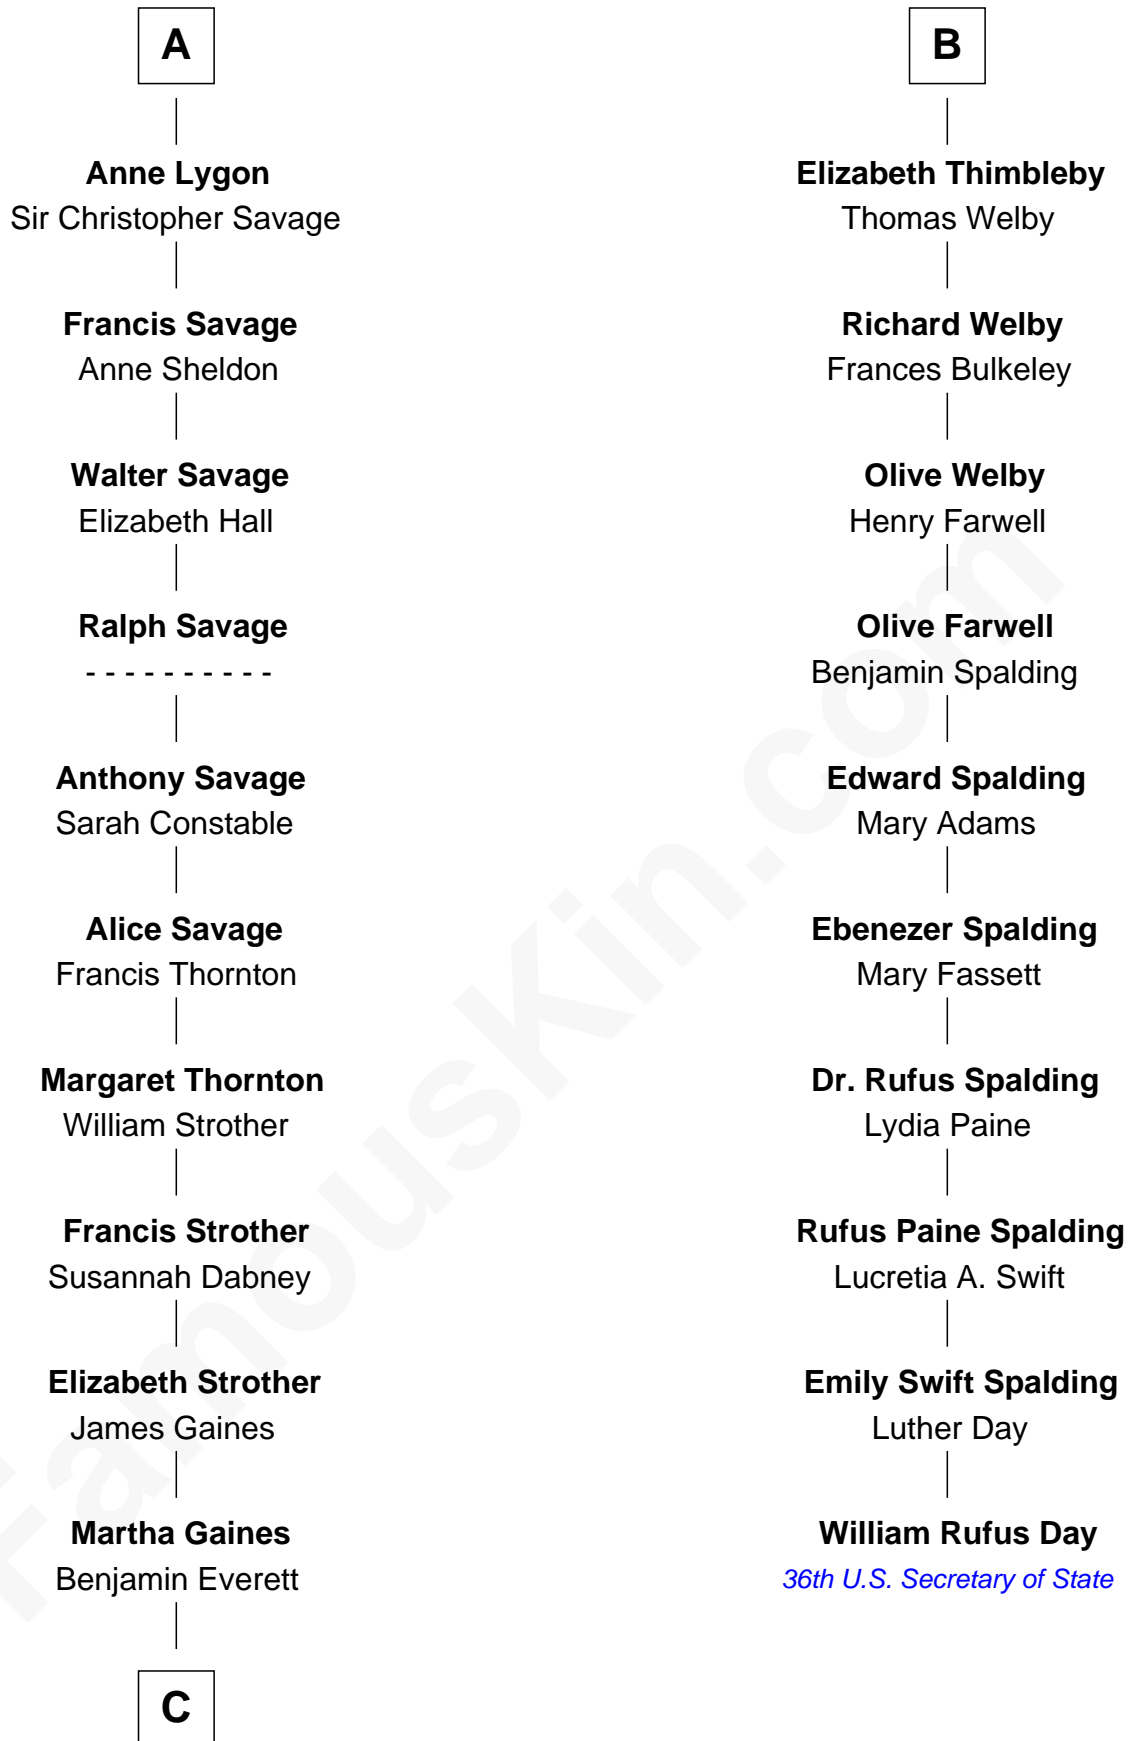 A
Anne Lygon
Sir Christopher Savage
Francis Savage
Anne Sheldon
Walter Savage
Elizabeth Hall
Ralph Savage
- - - - - - - - - -
Anthony Savage
Sarah Constable
Alice Savage
Francis Thornton
Margaret Thornton
William Strother
Francis Strother
Susannah Dabney
Elizabeth Strother
James Gaines
Martha Gaines
Benjamin Everett
C
B
Elizabeth Thimbleby
Thomas Welby
Richard Welby
Frances Bulkeley
Olive Welby
Henry Farwell
Olive Farwell
Benjamin Spalding
Edward Spalding
Mary Adams
Ebenezer Spalding
Mary Fassett
Dr. Rufus Spalding
Lydia Paine
Rufus Paine Spalding
Lucretia A. Swift
Emily Swift Spalding
Luther Day
William Rufus Day
36th U.S. Secretary of State
FamousKin.com